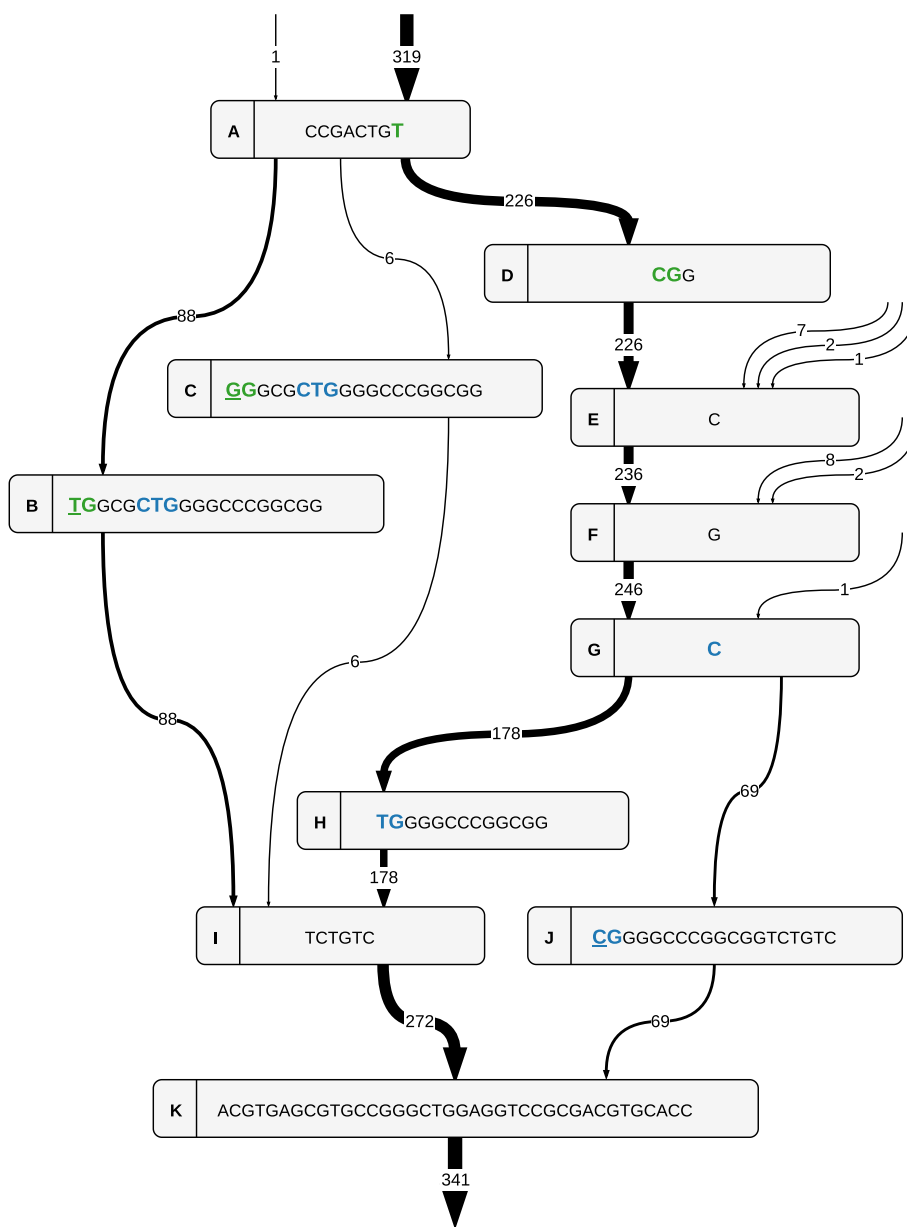 1
319
A CCGACTGT
226
6
D CGG
88
7
2
226
1
C GGGCGCTGGGGCCCGGCGG
E C
8
236
2
B TGGCGCTGGGGCCCGGCGG
F G
246
1
G C
6
88
178
69
H TGGGGCCCGGCGG
178
I TCTGTC
J CGGGGCCCGGCGGTCTGTC
272
69
K ACGTGAGCGTGCCGGGCTGGAGGTCCGCGACGTGCACC
341